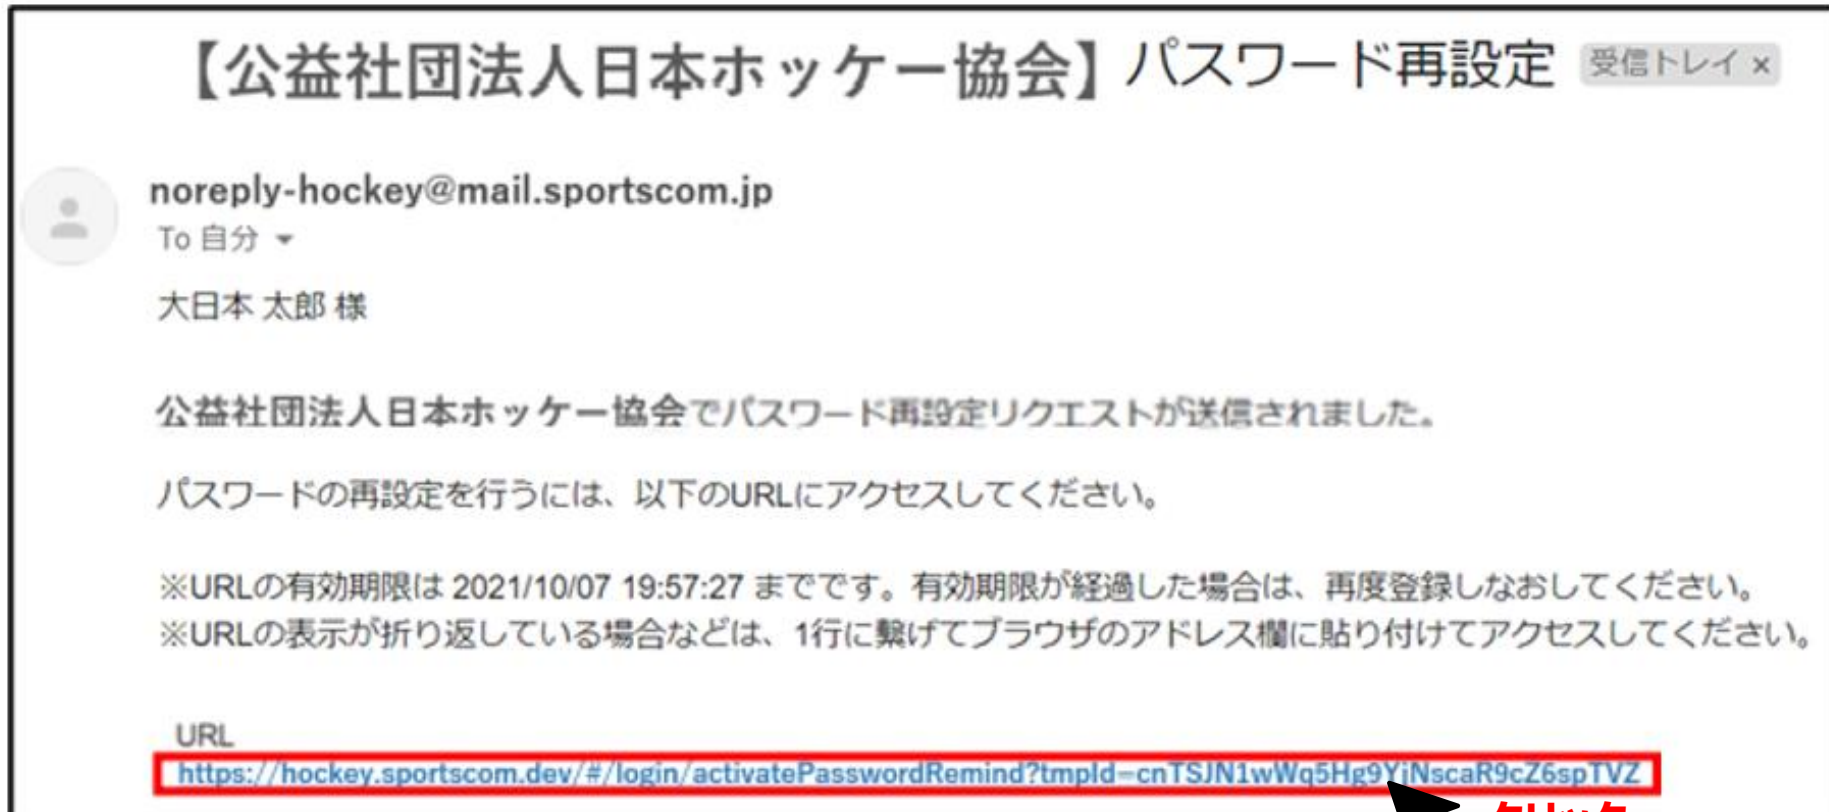 【公益社団法人日本ホッケー協会】パスワード再設定 受信トレイ ×
noreply-hockey@mail.sportscom.jp
To 自分
大日本 太郎 様
公益社団法人日本ホッケー協会でパスワード再設定リクエストが送信されました。
パスワードの再設定を行うには、以下のURLにアクセスしてください。
※URLの有効期限は 2021/10/07 19:57:27 までです。有効期限が経過した場合は、再度登録しなおしてください。
※URLの表示が折り返している場合などは、1行に繋げてブラウザのアドレス欄に貼り付けてアクセスしてください。
URL
https://hockey.sportscom.dev/#/login/activatePasswordRemind?tmpId=cnTSJN1wWq5Hg9YjNscaR9cZ6spTVZ